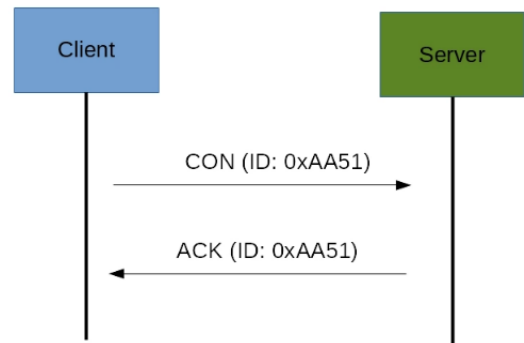 Client
Server
CON (ID: 0xAA51)
ACK (ID: 0xAA51)